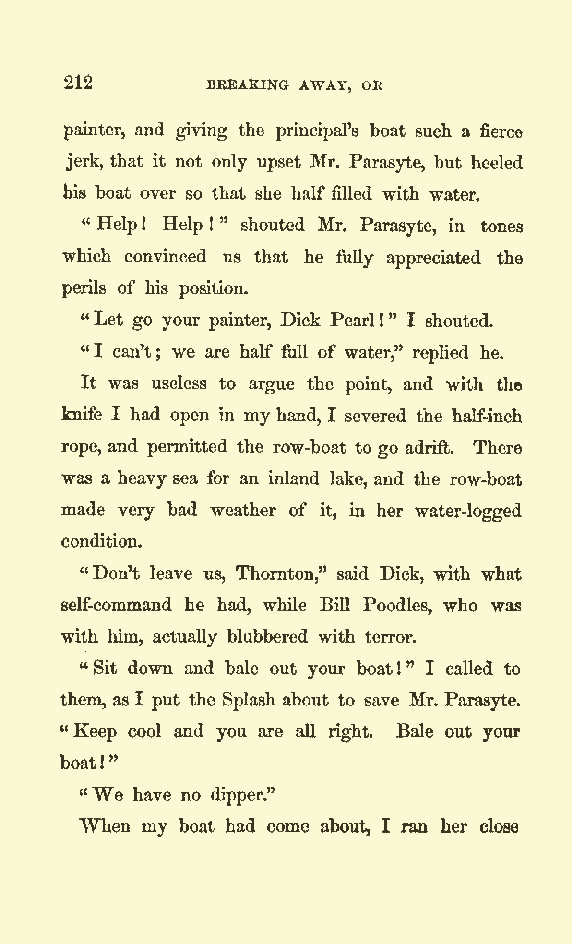 212 BREAKING AWAY, OR
painter, and giving the principal's boat such a fierce
jerk, that it not only upset Mr. Parasyte, but heeled
his boat over so that she half filled with water.
"Help! Help!" shouted Mr. Parasyte, in tones
which convinced us that he fully appreciated the
perils of his position.
"Let go your painter, Dick Pearl!" I shouted.
"I can't; we are half full of water," replied he.
It was useless to argue the point, and with the
knife I had open in my hand, I severed the half-inch
rope, and permitted the row-boat to go adrift. There
was a heavy sea for an inland lake, and the row-boat
made very bad weather of it, in her water-logged
condition.
"Don't leave us, Thornton," said Dick, with what
self-command he had, while Bill Poodles, who was
with him, actually blubbered with terror.
"Sit down and bale out your boat!" I called to
them, as I put the Splash about to save Mr. Parasyte.
"Keep cool and you are all right. Bale out your
boat!"
"We have no dipper."
When my boat had come about, I ran her close